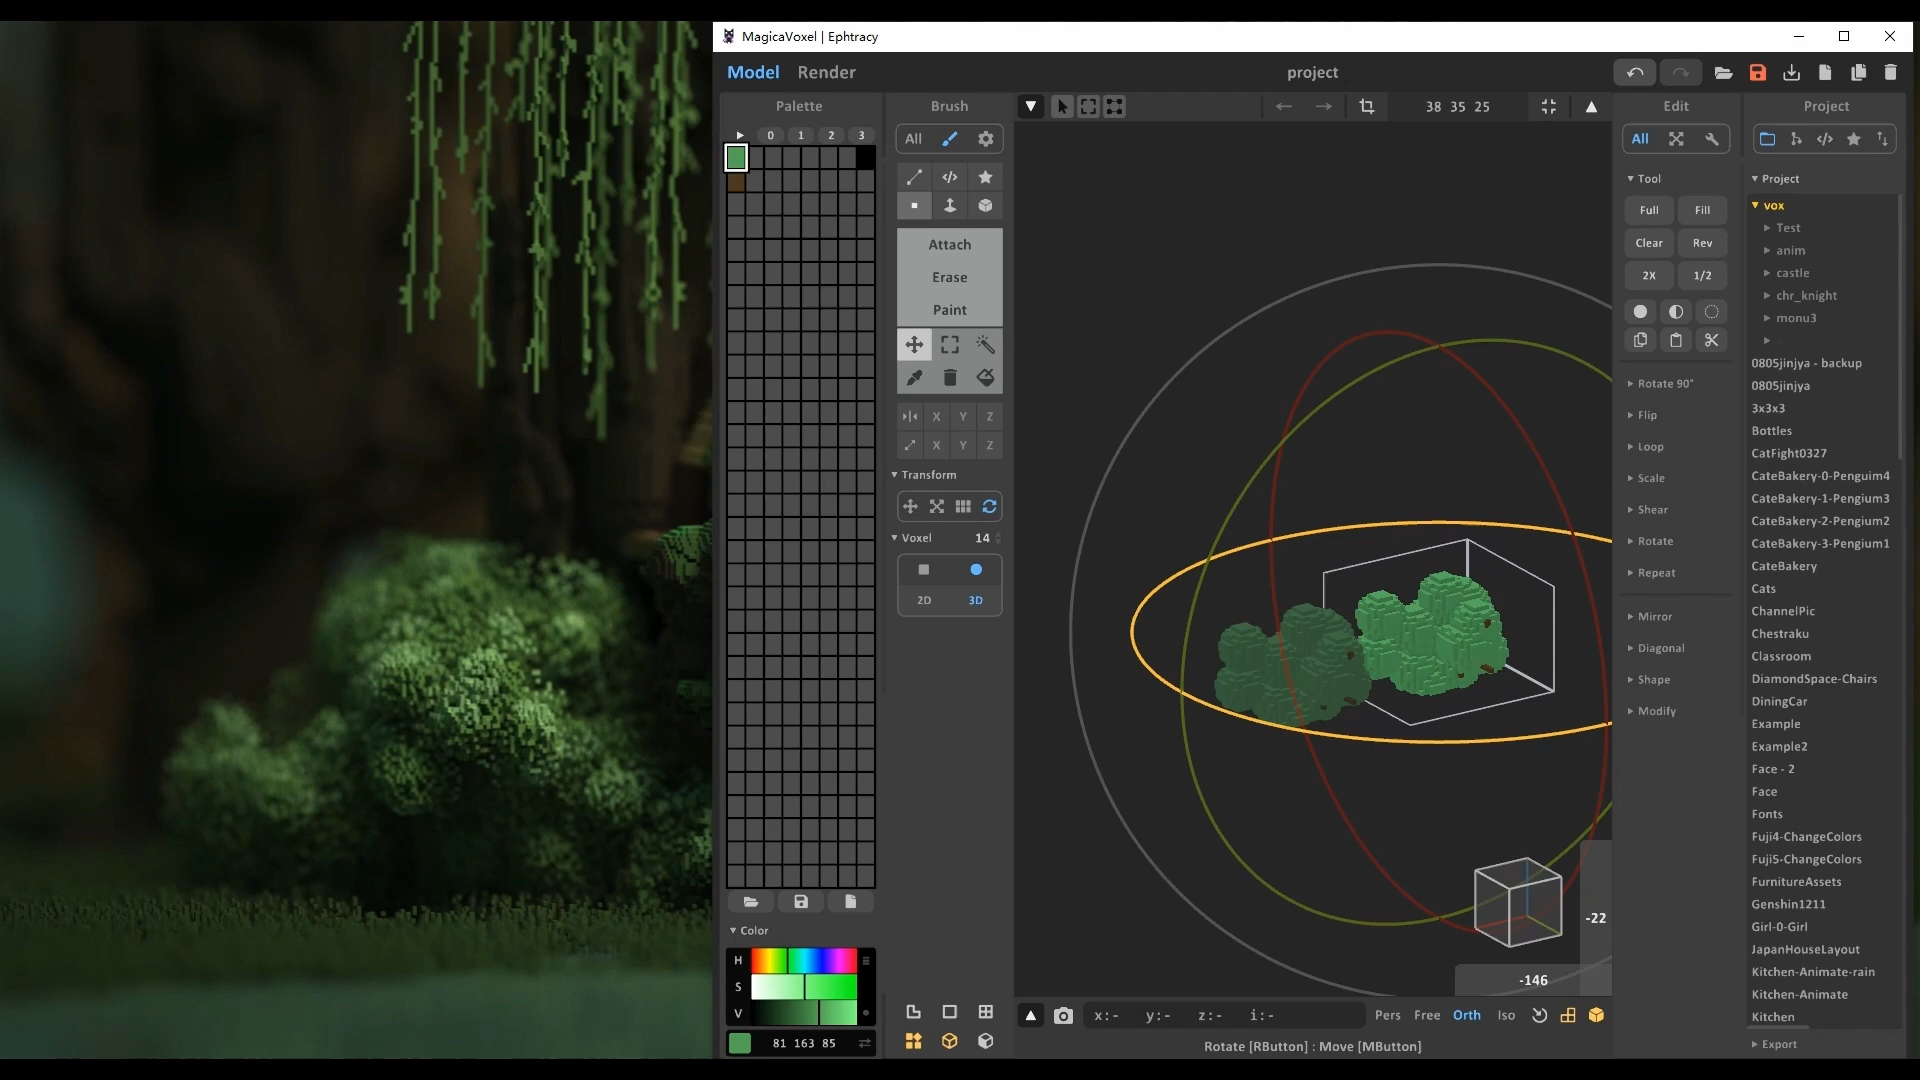 MagicaVoxel | Ephtracy
Model Render
project
Palette
Brush
38 35 25
Edit
Project
0 1 2 3
All
All
Project
Tool
vox
Full Fill
Test
Clear Rev
anim
2X 1/2
castle
chr_knight
monu3
Attach
Erase
Paint
0805jinjya - backup
Rotate 90°
0805jinjya
3x3x3
Flip
X Y Z
Bottles
Loop
X Y Z
CatFight0327
Transform
Scale
CateBakery-0-Penguim4
CateBakery-1-Pengium3
Shear
CateBakery-2-Pengium2
Voxel 14
Rotate
CateBakery-3-Pengium1
CateBakery
Repeat
Cats
2D 3D
ChannelPic
Mirror
Chestraku
Diagonal
Classroom
Shape
DiamondSpace-Chairs
DiningCar
Modify
Example
Example2
Face - 2
Face
Fonts
Fuji4-ChangeColors
Fuji5-ChangeColors
FurnitureAssets
Genshin1211
-22
Girl-0-Girl
Color
JapanHouseLayout
H
Kitchen-Animate-rain
-146
S
Kitchen-Animate
V
x:- y:- z:- i:-
Pers Free Orth Iso
Kitchen
81 163 85
Rotate [RButton] : Move [MButton]
Export